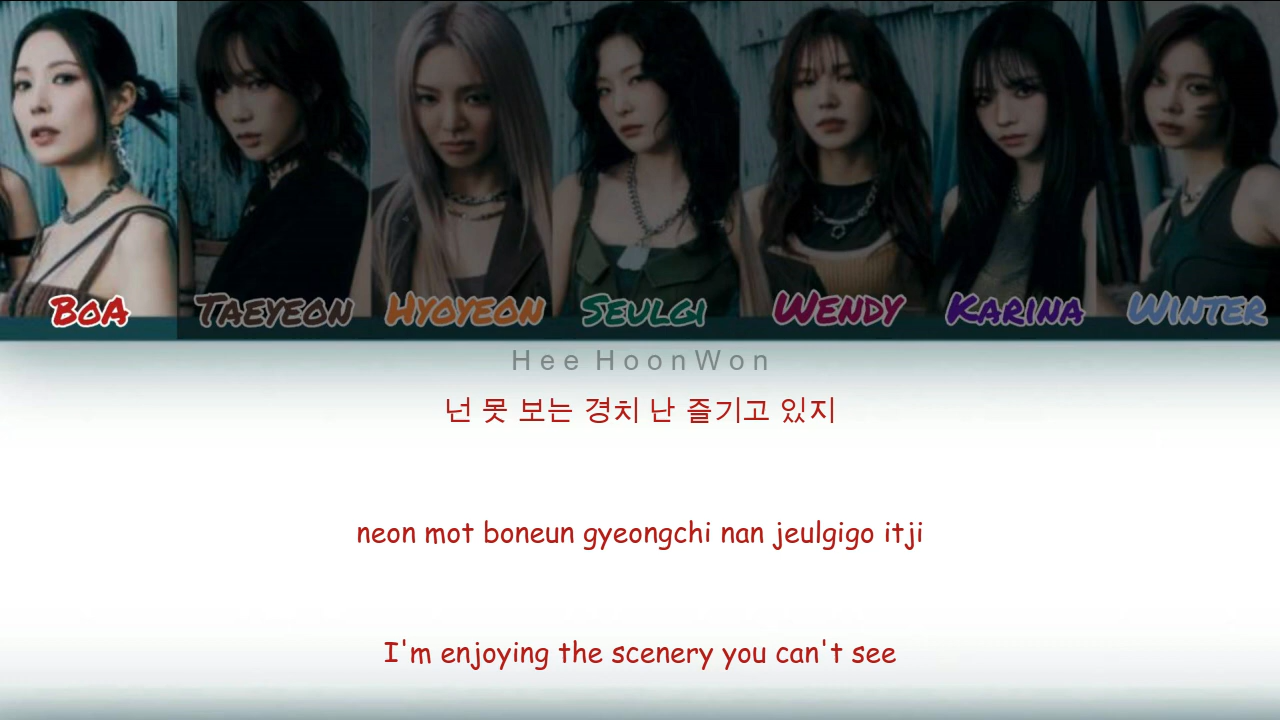 BoA Taeyeon Hyoyeon Seulgi Wendy Karina Winter
Hee HoonWon
넌 못 보는 경치 난 즐기고 있지
neon mot boneun gyeongchi nan jeulgigo itji
I'm enjoying the scenery you can't see